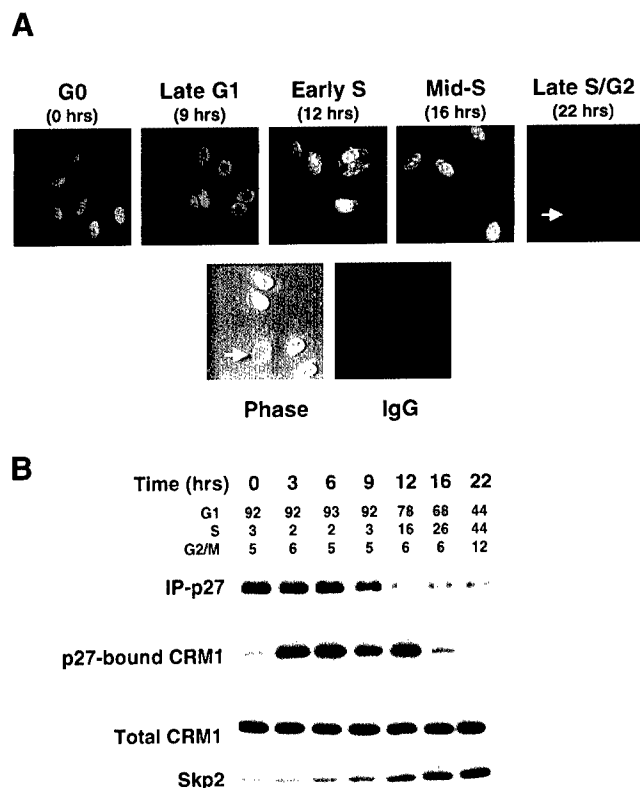 A
G0 Late G1 Early S Mid-S Late S/G2
(0 hrs) (9 hrs) (12 hrs) (16 hrs) (22 hrs)
Phase IgG
B
Time (hrs) 0 3 6 9 12 16 22
G1 92 92 93 92 78 68 44
S 3 2 2 3 16 26 44
G2/M 5 6 5 5 6 6 12
IP-p27
p27-bound CRM1
Total CRM1
Skp2